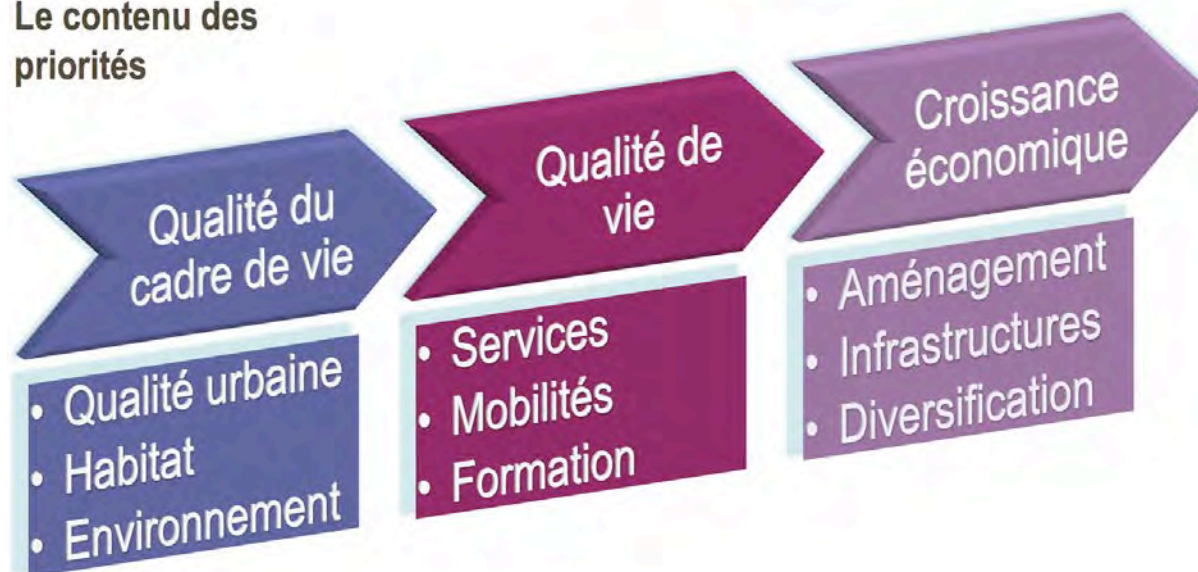 Le contenu des
priorités
Qualité du
cadre de vie
• Qualité urbaine
• Habitat
• Environnement
Qualité de
vie
• Services
• Mobilités
• Formation
Croissance
économique
• Aménagement
• Infrastructures
• Diversification